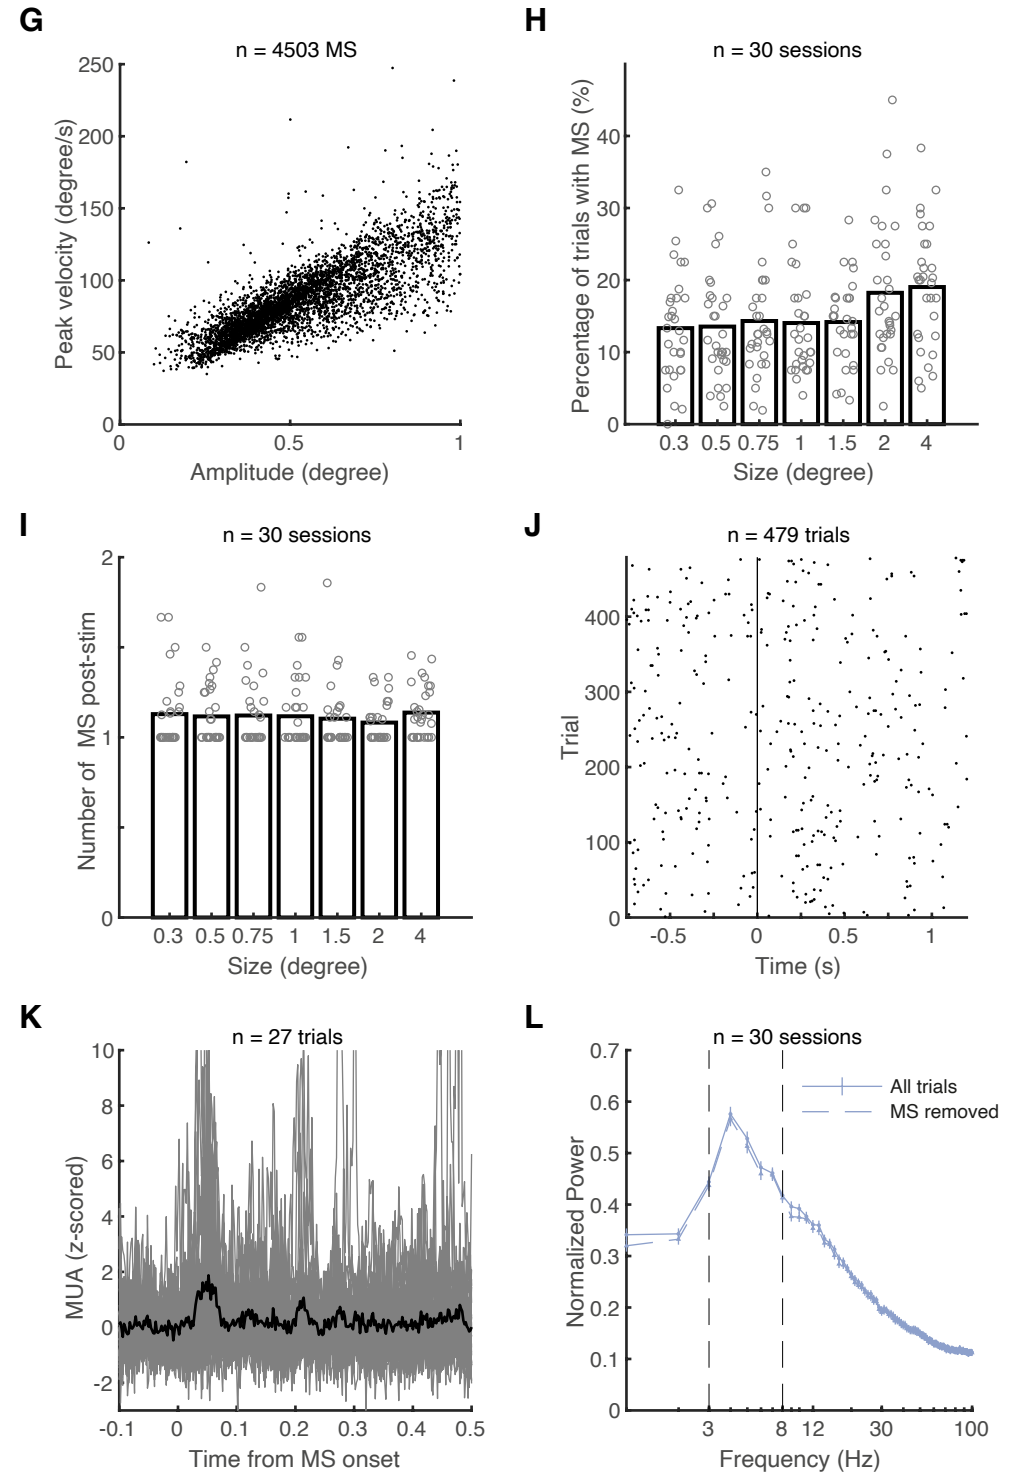 G
n = 4503 MS
Peak velocity (degree/s)
250
200
150
100
50
0
0 0.5 1
Amplitude (degree)
H
n = 30 sessions
Percentage of trials with MS (%)
40
30
20
10
0
0.3 0.5 0.75 1 1.5 2 4
Size (degree)
I
n = 30 sessions
Number of MS post-stim
2
1
0
0.3 0.5 0.75 1 1.5 2 4
Size (degree)
J
n = 479 trials
Trial
400
300
200
100
0
-0.5 0 0.5 1
Time (s)
K
n = 27 trials
MUA (z-scored)
10
8
6
4
2
0
-2
-0.1 0 0.1 0.2 0.3 0.4 0.5
Time from MS onset
L
n = 30 sessions
Normalized Power
0.7
0.6
0.5
0.4
0.3
0.2
0.1
0
All trials
MS removed
3 8 12 30 100
Frequency (Hz)